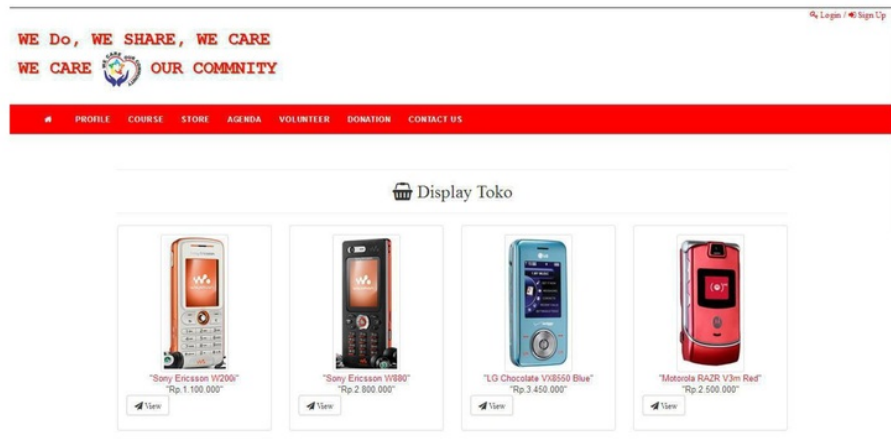 Login / Sign Up
WE Do, WE SHARE, WE CARE
WE CARE OUR COMMNITY
PROFILE COURSE STORE AGENDA VOLUNTEER DONATION CONTACT US
Display Toko
"Sony Ericsson W200i" "Sony Ericsson W880" "LG Chocolate VX8550 Blue" "Motorola RAZR V3m Red"
"Rp.1.100.000" "Rp.2.800.000" "Rp.3.450.000" "Rp.2.500.000"
View View View View